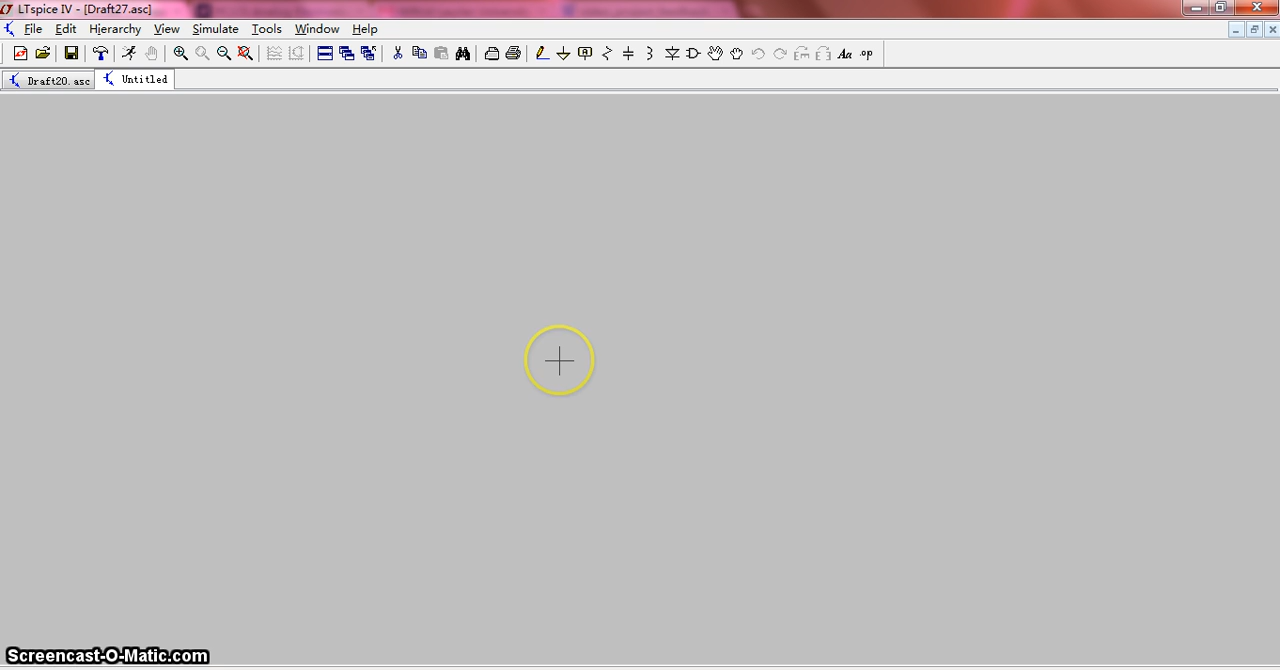 LTspice IV - [Draft27.asc]
File Edit Hierarchy View Simulate Tools Window Help
Aa .op
Draft20.asc Untitled
Screencast-O-Matic.com